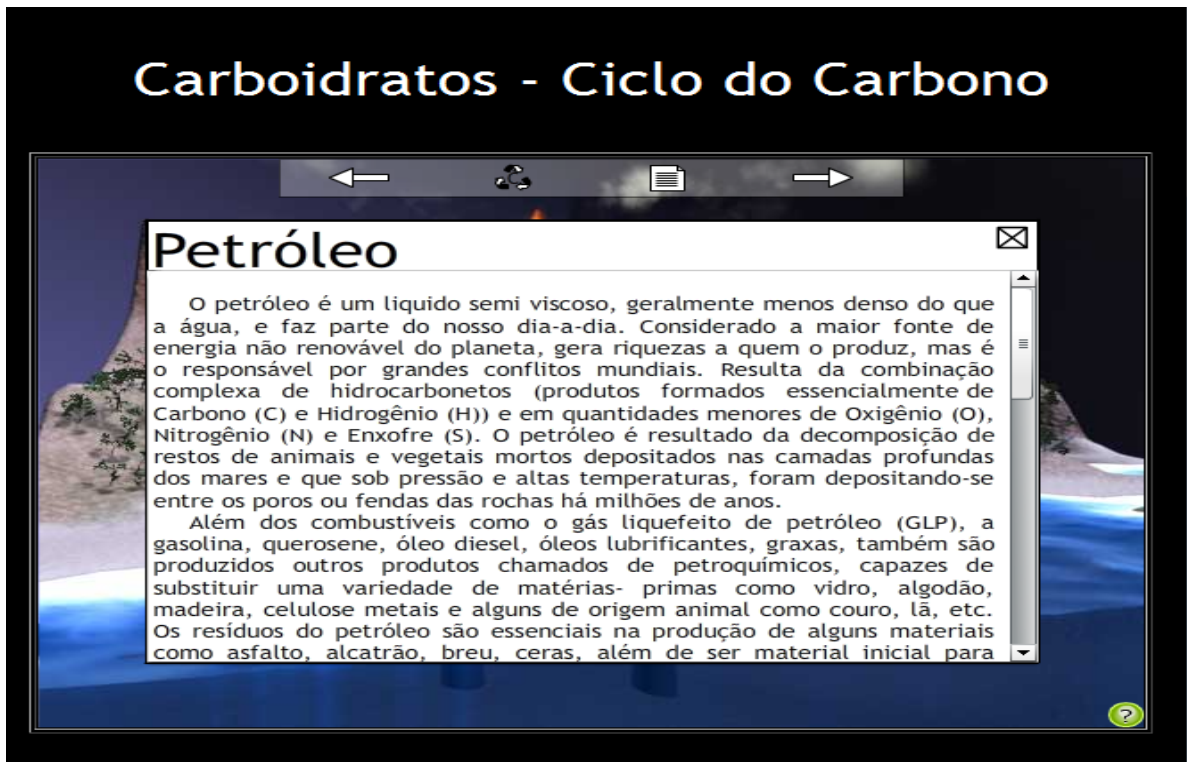 Carboidratos - Ciclo do Carbono
Petróleo
O petróleo é um liquido semi viscoso, geralmente menos denso do que
a água, e faz parte do nosso dia-a-dia. Considerado a maior fonte de
energia não renovável do planeta, gera riquezas a quem o produz, mas é
o responsável por grandes conflitos mundiais. Resulta da combinação
complexa de hidrocarbonetos (produtos formados essencialmente de
Carbono (C) e Hidrogênio (H)) e em quantidades menores de Oxigênio (O),
Nitrogênio (N) e Enxofre (S). O petróleo é resultado da decomposição de
restos de animais e vegetais mortos depositados nas camadas profundas
dos mares e que sob pressão e altas temperaturas, foram depositando-se
entre os poros ou fendas das rochas há milhões de anos.
Além dos combustíveis como o gás liquefeito de petróleo (GLP), a
gasolina, querosene, óleo diesel, óleos lubrificantes, graxas, também são
produzidos outros produtos chamados de petroquímicos, capazes de
substituir uma variedade de matérias- primas como vidro, algodão,
madeira, celulose metais e alguns de origem animal como couro, lã, etc.
Os resíduos do petróleo são essenciais na produção de alguns materiais
como asfalto, alcatrão, breu, ceras, além de ser material inicial para
?